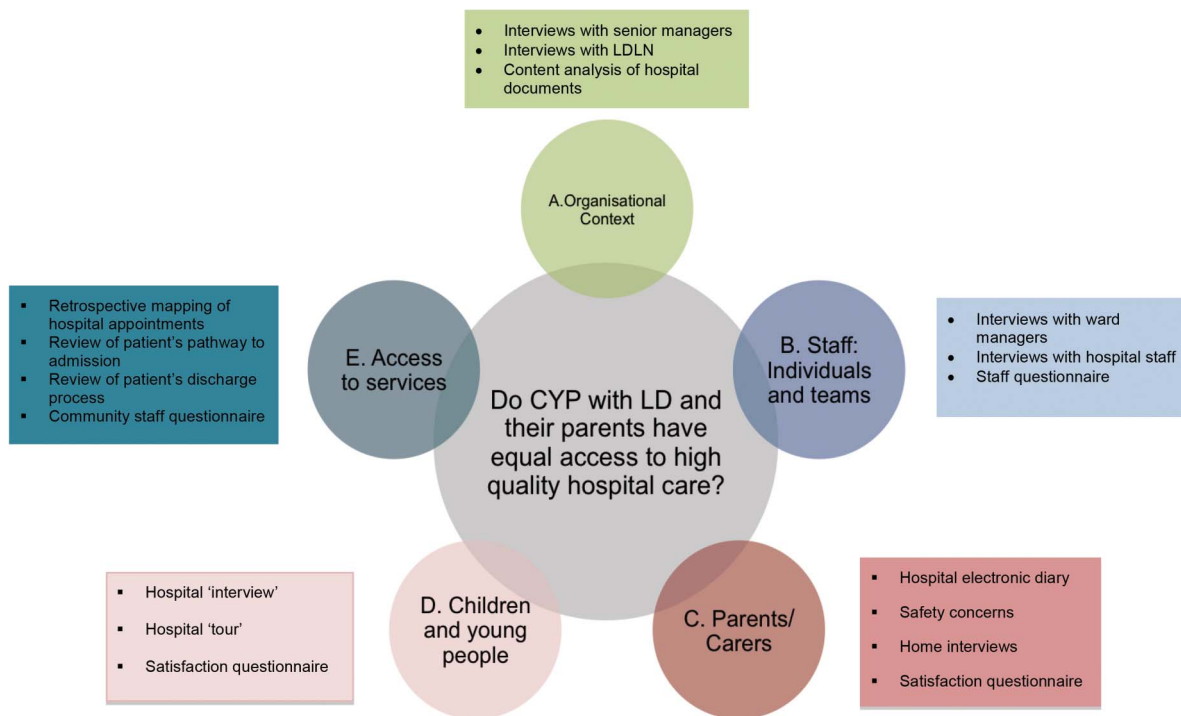 • Interviews with senior managers
• Interviews with LDLN
• Content analysis of hospital
documents
A.Organisational
Context
▪ Retrospective mapping of
hospital appointments
▪ Review of patient’s pathway to
admission
▪ Review of patient’s discharge
process
▪ Community staff questionnaire
E. Access
to services
B. Staff:
Individuals
and teams
• Interviews with ward
managers
• Interviews with hospital staff
• Staff questionnaire
Do CYP with LD and
their parents have
equal access to high
quality hospital care?
▪ Hospital ‘interview’
▪ Hospital ‘tour’
▪ Satisfaction questionnaire
D. Children
and young
people
C. Parents/
Carers
▪ Hospital electronic diary
▪ Safety concerns
▪ Home interviews
▪ Satisfaction questionnaire